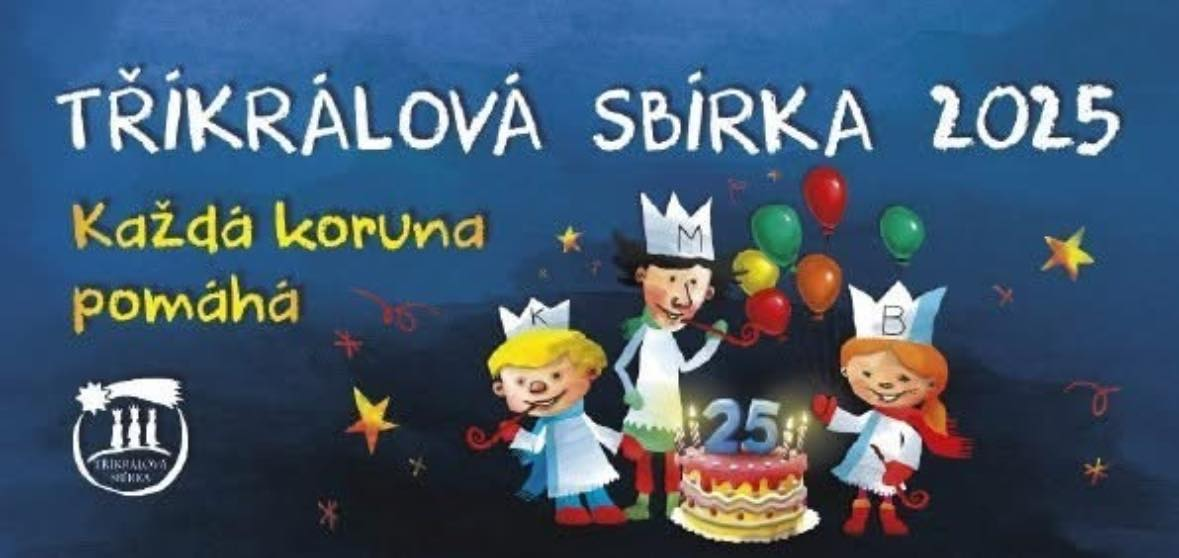 TŘÍKRÁLOVÁ SBÍRKA 2025
Každá koruna
pomáhá
M
K
B
25
TŘÍKRÁLOVÁ
SBÍRKA